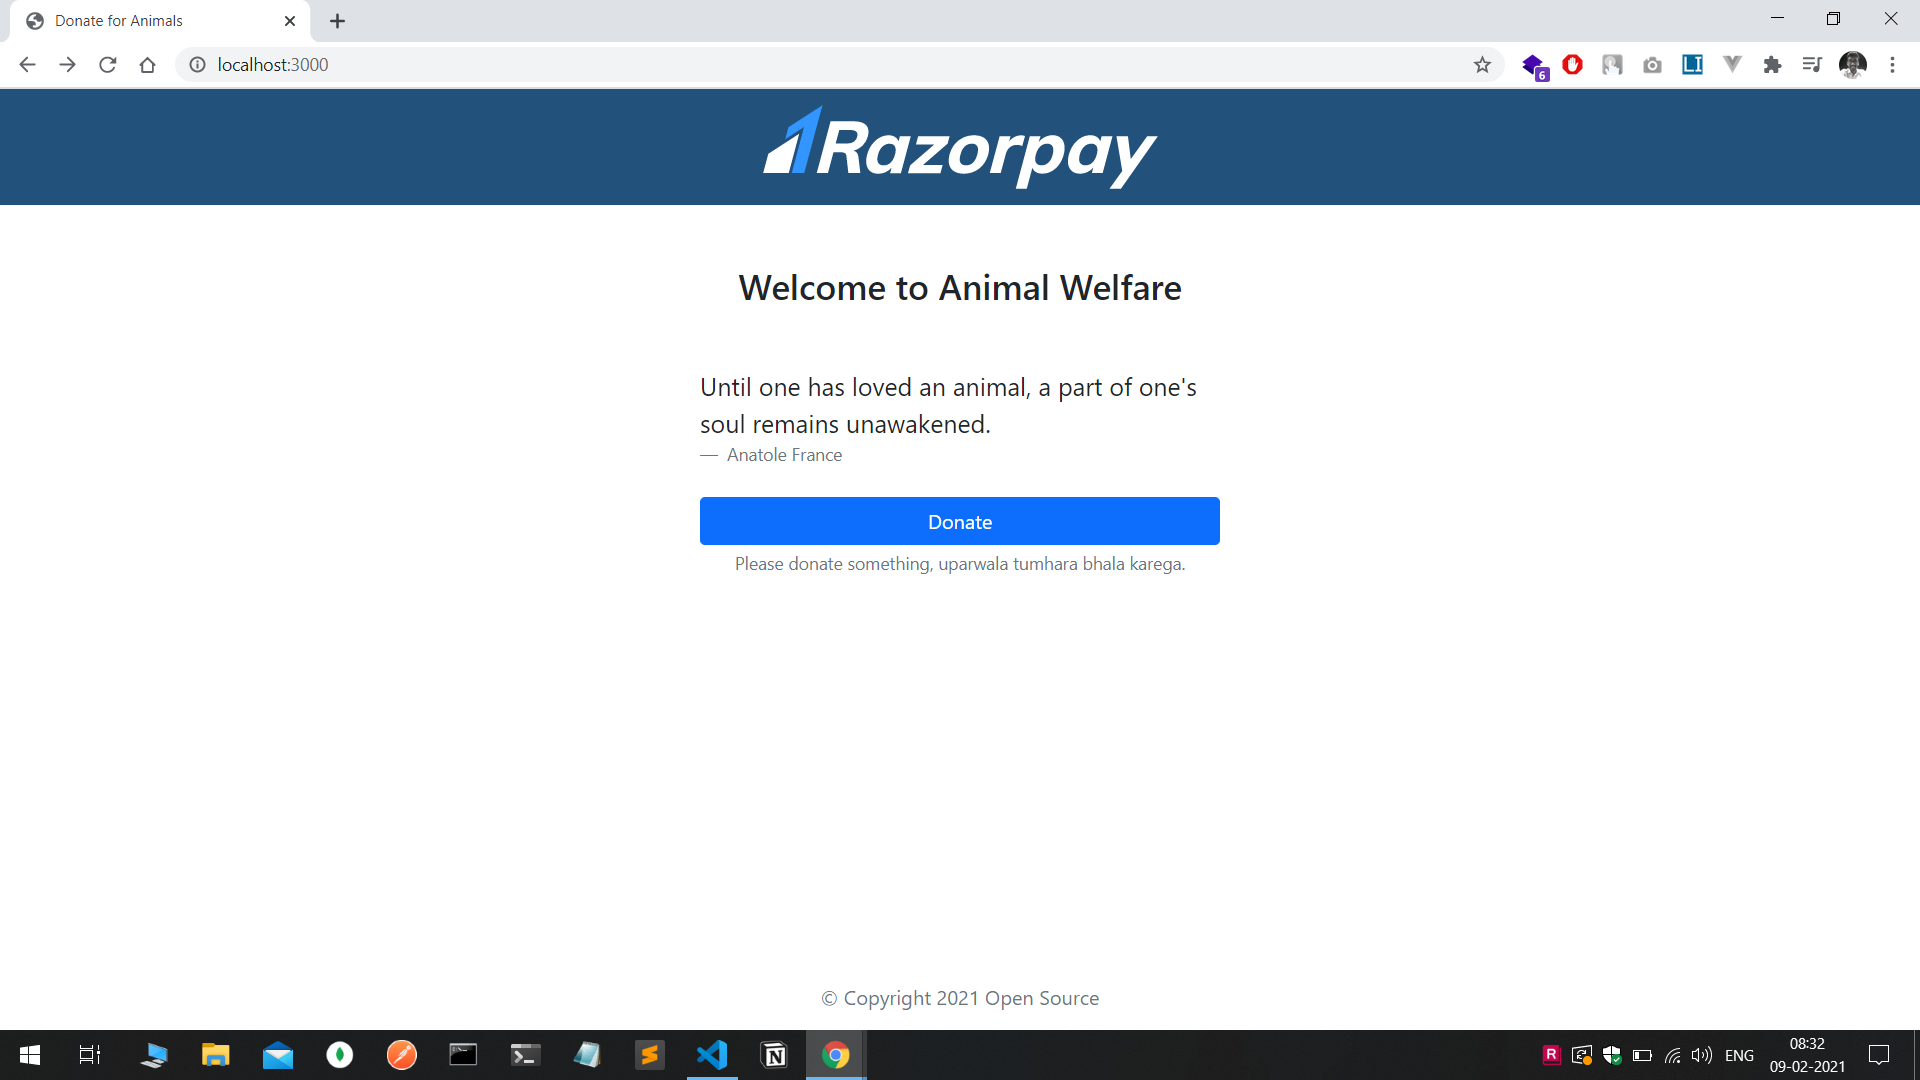 Donate for Animals
localhost:3000
6
LI
Razorpay
Welcome to Animal Welfare
Until one has loved an animal, a part of one's
soul remains unawakened.
— Anatole France
Donate
Please donate something, uparwala tumhara bhala karega.
© Copyright 2021 Open Source
N
R
ENG
08:32
09-02-2021